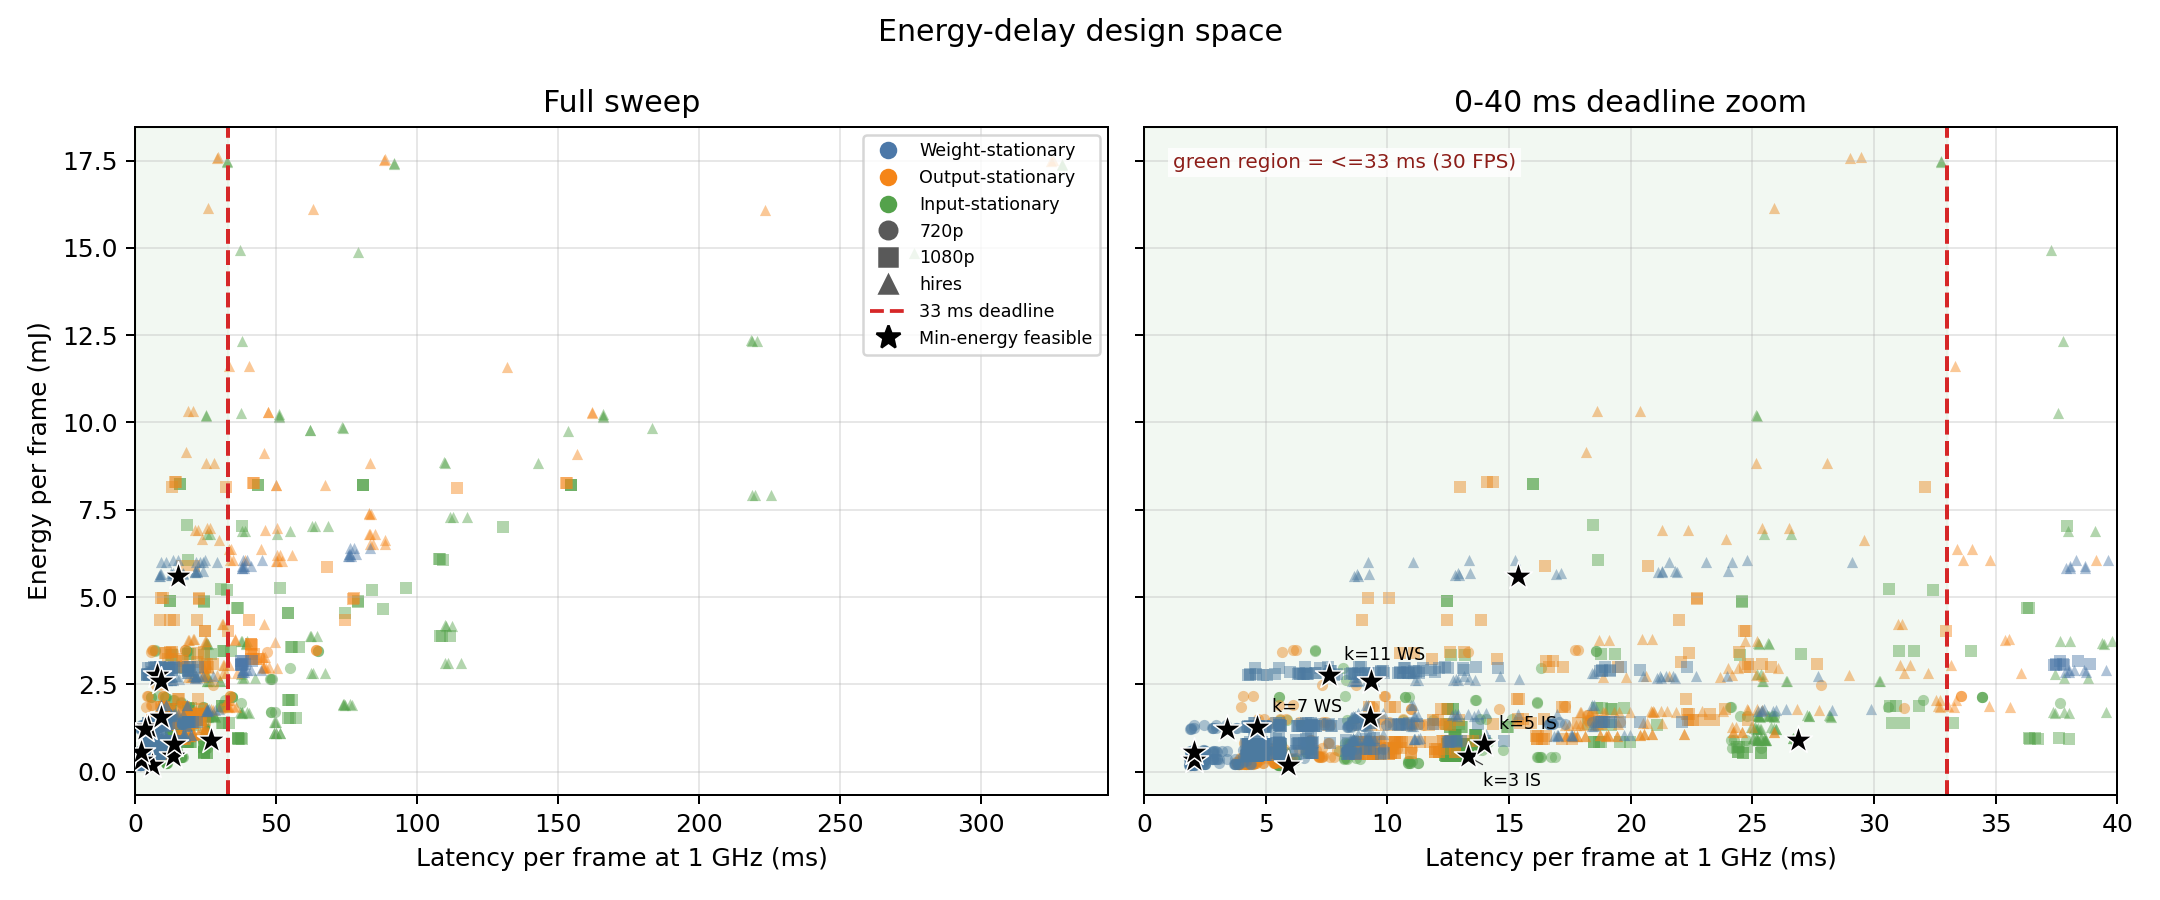 Energy-delay design space
Full sweep
0-40 ms deadline zoom
Energy per frame (mJ)
17.5
15.0
12.5
10.0
7.5
5.0
2.5
0.0
Weight-stationary
Output-stationary
Input-stationary
720p
1080p
hires
33 ms deadline
Min-energy feasible
0
50
100
150
200
250
300
Latency per frame at 1 GHz (ms)
green region = <=33 ms (30 FPS)
k=11 WS
k=7 WS
k=5 IS
k=3 IS
0
5
10
15
20
25
30
35
40
Latency per frame at 1 GHz (ms)